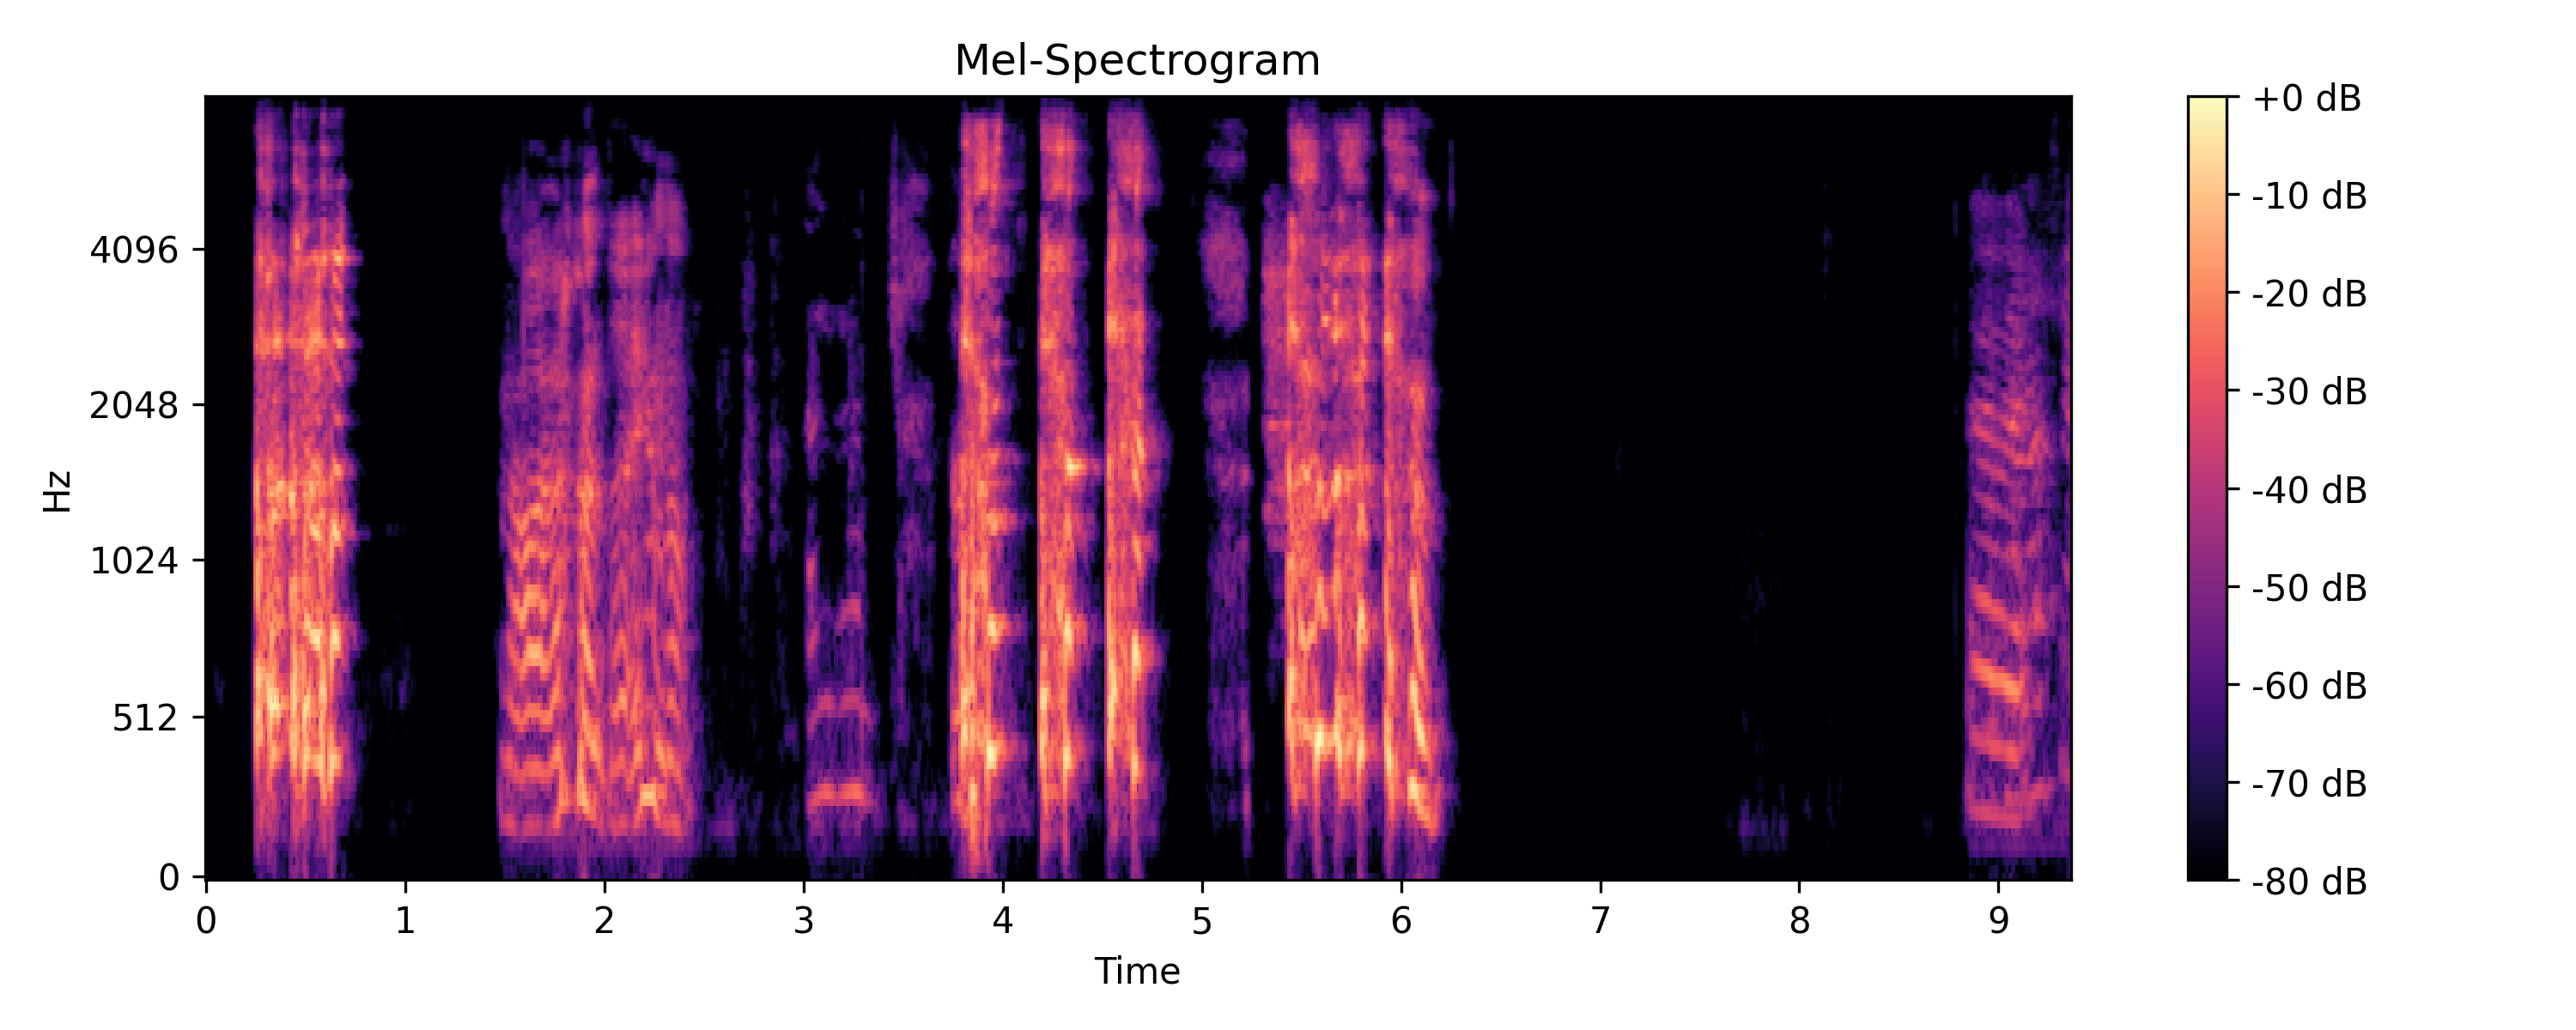 Mel-Spectrogram
+0 dB
-10 dB
-20 dB
-30 dB
-40 dB
-50 dB
-60 dB
-70 dB
-80 dB
Hz
4096
2048
1024
512
0
0 1 2 3 4 5 6 7 8 9
Time